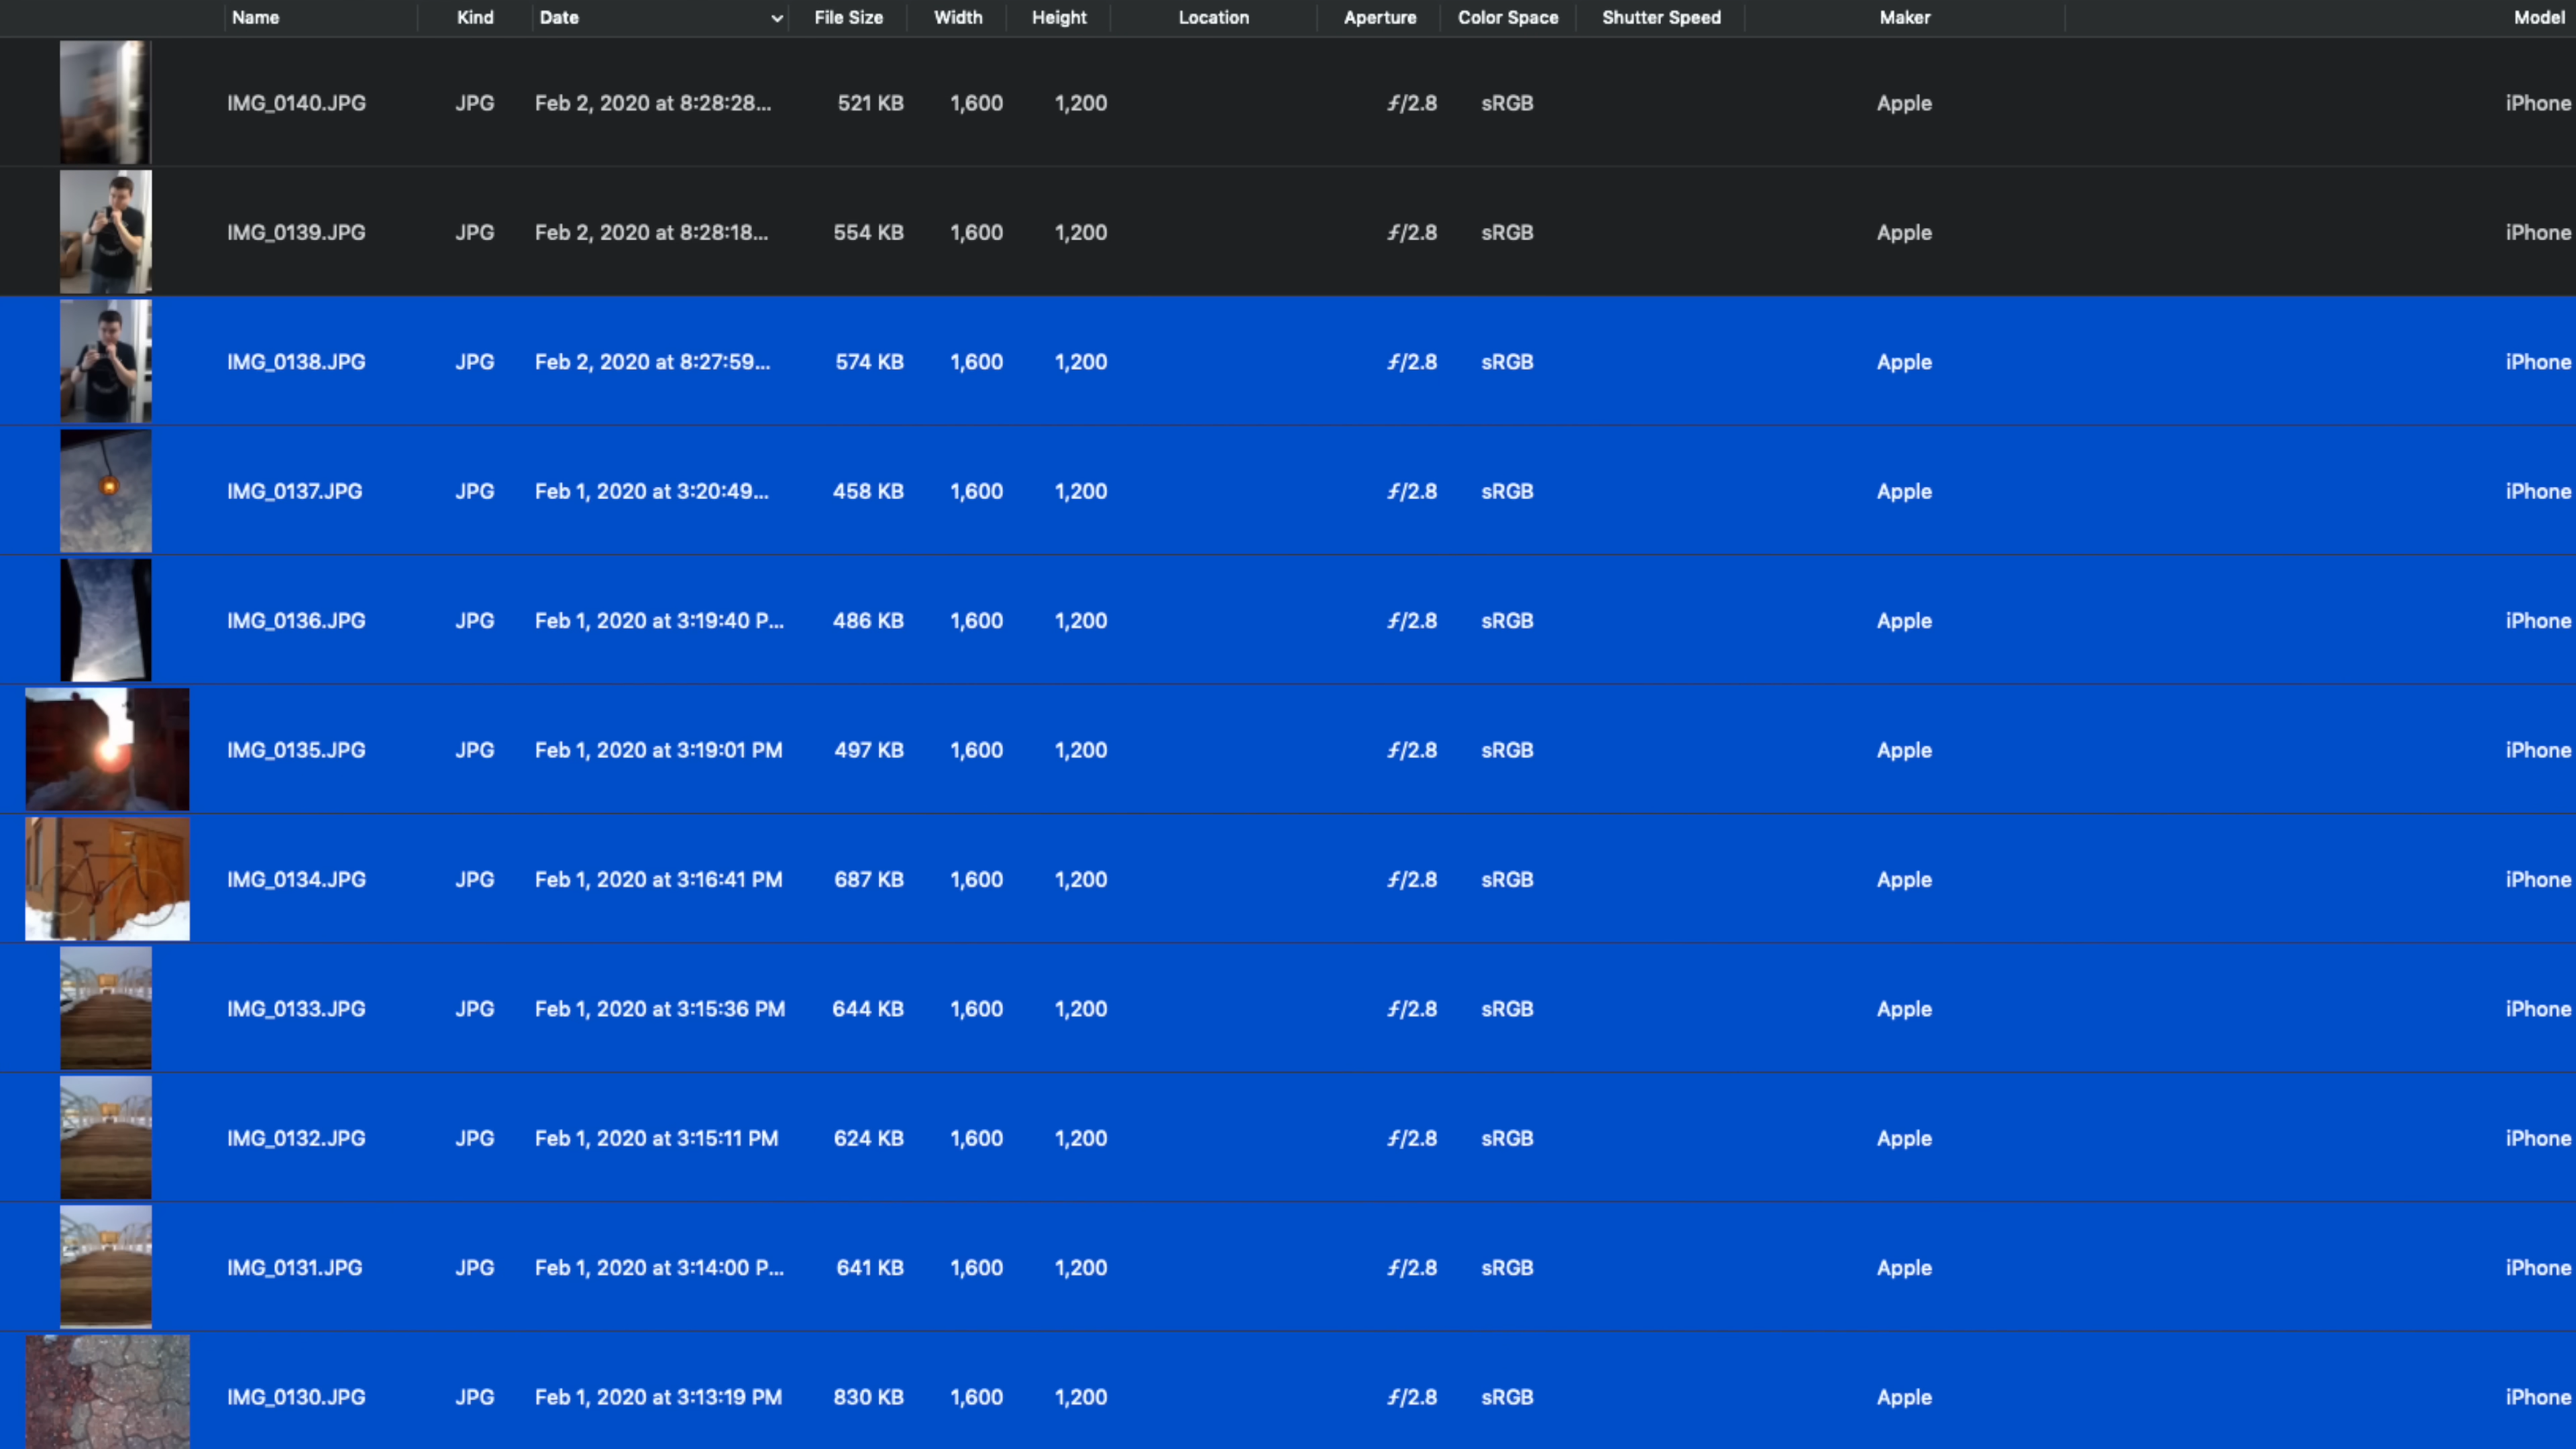 Name Kind Date File Size Width Height Location Aperture Color Space Shutter Speed Maker Model
IMG_0140.JPG JPG Feb 2, 2020 at 8:28:28... 521 KB 1,600 1,200 ƒ/2.8 sRGB Apple iPhone
IMG_0139.JPG JPG Feb 2, 2020 at 8:28:18... 554 KB 1,600 1,200 ƒ/2.8 sRGB Apple iPhone
IMG_0138.JPG JPG Feb 2, 2020 at 8:27:59... 574 KB 1,600 1,200 ƒ/2.8 sRGB Apple iPhone
IMG_0137.JPG JPG Feb 1, 2020 at 3:20:49... 458 KB 1,600 1,200 ƒ/2.8 sRGB Apple iPhone
IMG_0136.JPG JPG Feb 1, 2020 at 3:19:40 P... 486 KB 1,600 1,200 ƒ/2.8 sRGB Apple iPhone
IMG_0135.JPG JPG Feb 1, 2020 at 3:19:01 PM 497 KB 1,600 1,200 ƒ/2.8 sRGB Apple iPhone
IMG_0134.JPG JPG Feb 1, 2020 at 3:16:41 PM 687 KB 1,600 1,200 ƒ/2.8 sRGB Apple iPhone
IMG_0133.JPG JPG Feb 1, 2020 at 3:15:36 PM 644 KB 1,600 1,200 ƒ/2.8 sRGB Apple iPhone
IMG_0132.JPG JPG Feb 1, 2020 at 3:15:11 PM 624 KB 1,600 1,200 ƒ/2.8 sRGB Apple iPhone
IMG_0131.JPG JPG Feb 1, 2020 at 3:14:00 P... 641 KB 1,600 1,200 ƒ/2.8 sRGB Apple iPhone
IMG_0130.JPG JPG Feb 1, 2020 at 3:13:19 PM 830 KB 1,600 1,200 ƒ/2.8 sRGB Apple iPhone